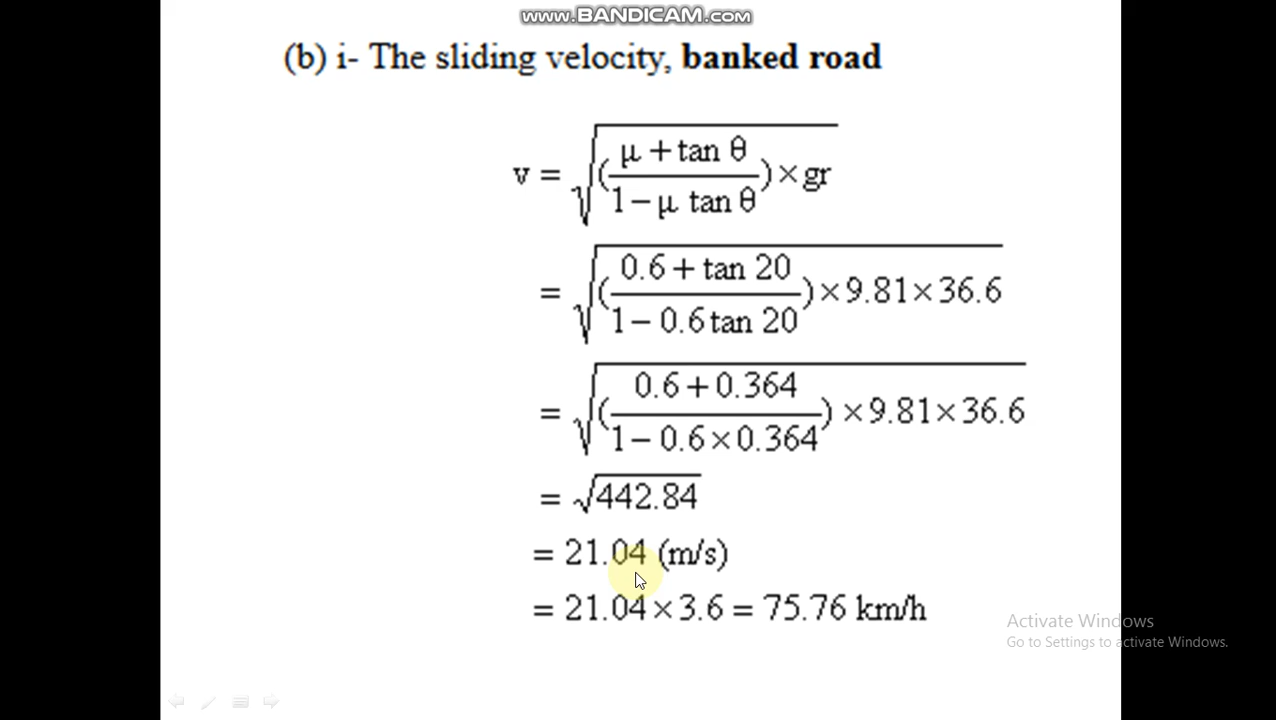 www.BANDICAM.com
(b) i- The sliding velocity, banked road
v = √((μ + tan θ)/(1 − μ tan θ)) × gr
= √((0.6 + tan 20)/(1 − 0.6 tan 20)) × 9.81 × 36.6
= √((0.6 + 0.364)/(1 − 0.6 × 0.364)) × 9.81 × 36.6
= √442.84
= 21.04 (m/s)
= 21.04 × 3.6 = 75.76 km/h
Activate Windows
Go to Settings to activate Windows.